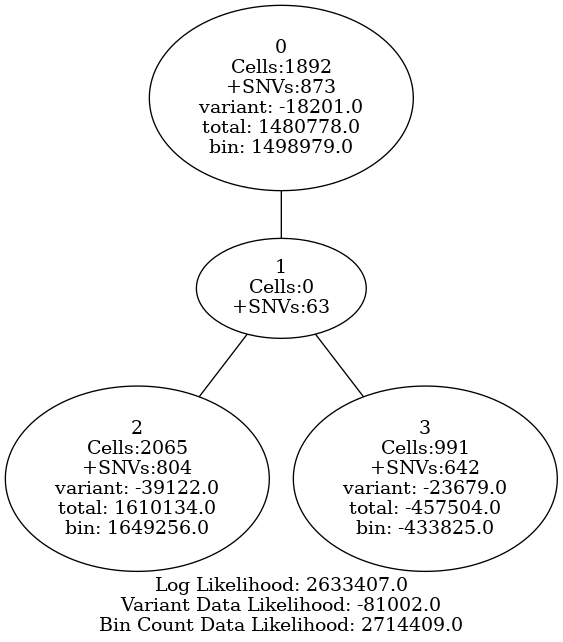 0
Cells:1892
+SNVs:873
variant: -18201.0
total: 1480778.0
bin: 1498979.0
1
Cells:0
+SNVs:63
2
Cells:2065
+SNVs:804
variant: -39122.0
total: 1610134.0
bin: 1649256.0
3
Cells:991
+SNVs:642
variant: -23679.0
total: -457504.0
bin: -433825.0
Log Likelihood: 2633407.0
Variant Data Likelihood: -81002.0
Bin Count Data Likelihood: 2714409.0